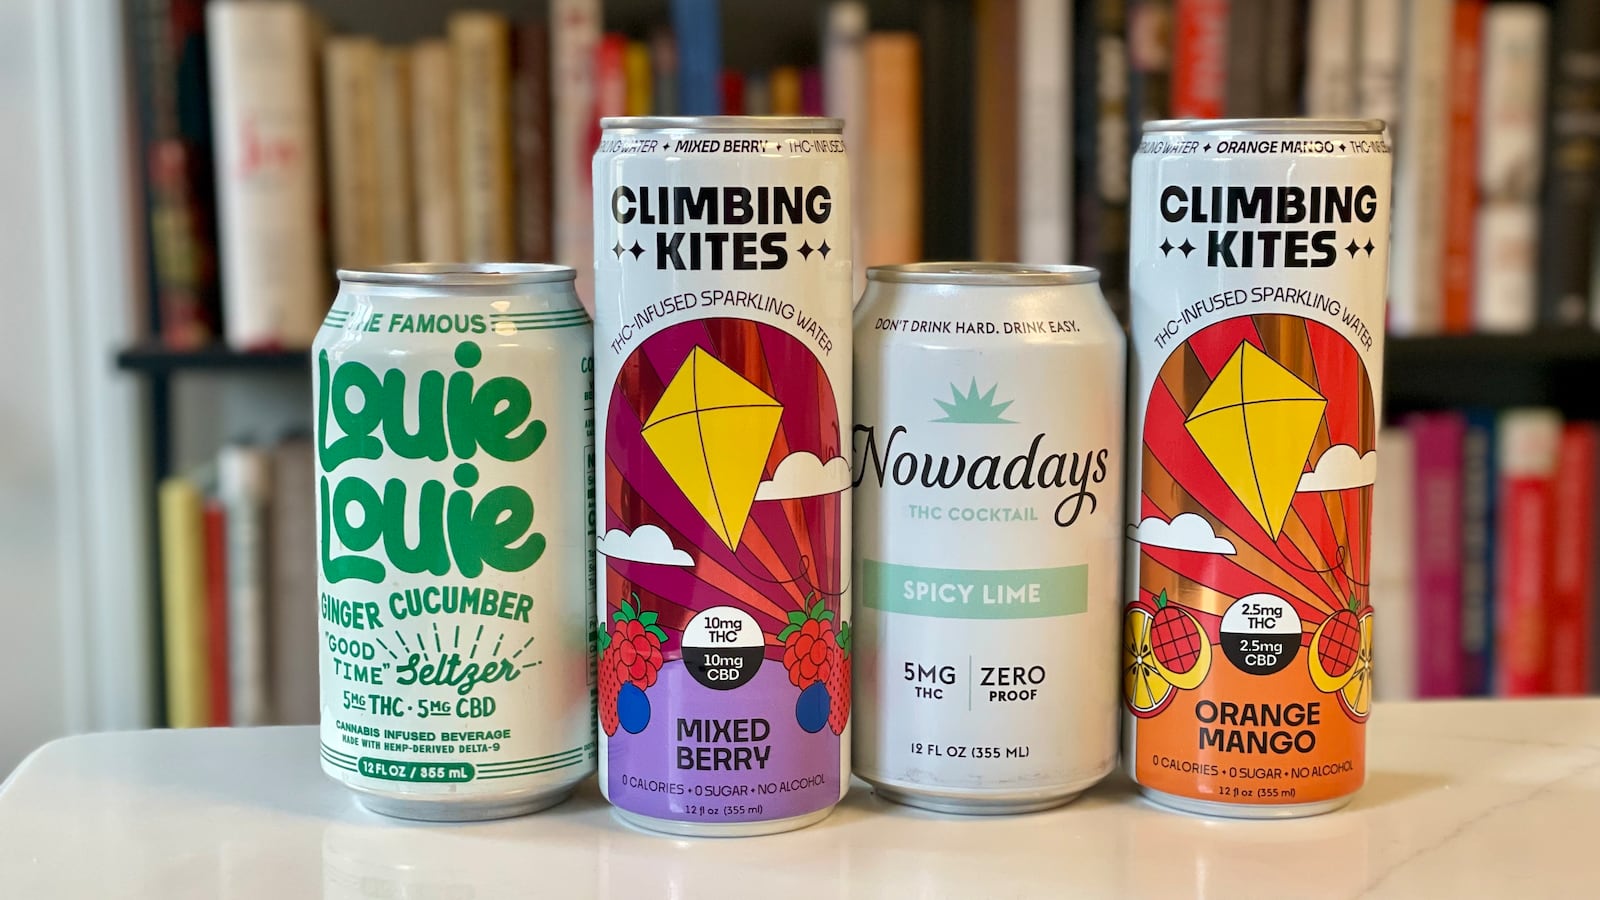 THE FAMOUS
Louie
Louie
GINGER CUCUMBER
"GOOD TIME" Seltzer
5MG THC · 5MG CBD
CANNABIS INFUSED BEVERAGE
MADE WITH HEMP-DERIVED DELTA-9
12 FL OZ / 355 mL
WATER ✦ MIXED BERRY ✦ THC-INFUSED
CLIMBING
KITES
THC-INFUSED SPARKLING WATER
10mg
THC
10mg
CBD
MIXED
BERRY
0 CALORIES • 0 SUGAR • NO ALCOHOL
12 fl oz (355 ml)
DON'T DRINK HARD. DRINK EASY.
Nowadays
THC COCKTAIL
SPICY LIME
5MG
THC
ZERO
PROOF
12 FL OZ (355 ML)
WATER ✦ ORANGE MANGO ✦
CLIMBING
KITES
THC-INFUSED SPARKLING WATER
2.5mg
THC
2.5mg
CBD
ORANGE
MANGO
0 CALORIES • 0 SUGAR • NO ALCOHOL
12 fl oz (355 ml)